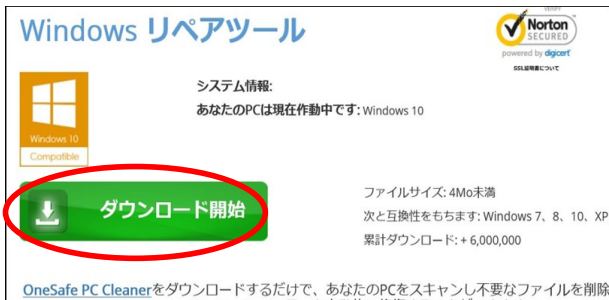 Windows リペアツール
VERIFY
Norton
SECURED
powered by digicert
SSL証明書について
システム情報:
あなたのPCは現在作動中です: Windows 10
Windows 10
Compatible
ダウンロード開始
ファイルサイズ: 4Mo未満
次と互換性をもちます: Windows 7、8、10、XP
累計ダウンロード: + 6,000,000
OneSafe PC Cleanerをダウンロードするだけで、あなたのPCをスキャンし不要なファイルを削除